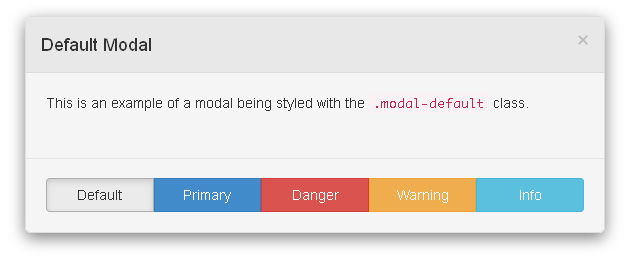 Default Modal ×
This is an example of a modal being styled with the .modal-default class.
Default Primary Danger Warning Info